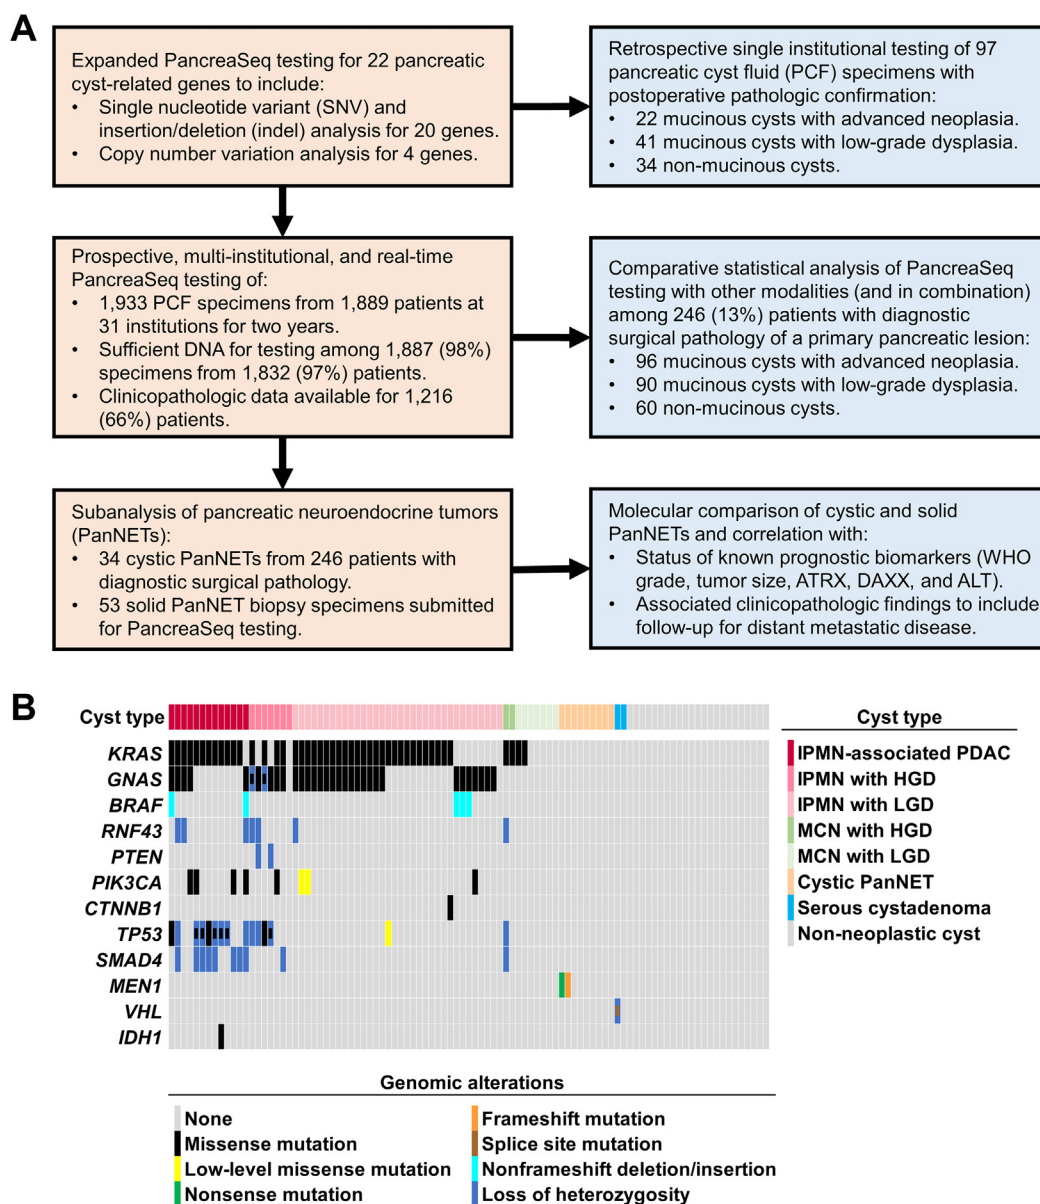 A
Expanded PancreaSeq testing for 22 pancreatic
cyst-related genes to include:
• Single nucleotide variant (SNV) and
insertion/deletion (indel) analysis for 20 genes.
• Copy number variation analysis for 4 genes.
Retrospective single institutional testing of 97
pancreatic cyst fluid (PCF) specimens with
postoperative pathologic confirmation:
• 22 mucinous cysts with advanced neoplasia.
• 41 mucinous cysts with low-grade dysplasia.
• 34 non-mucinous cysts.
Prospective, multi-institutional, and real-time
PancreaSeq testing of:
• 1,933 PCF specimens from 1,889 patients at
31 institutions for two years.
• Sufficient DNA for testing among 1,887 (98%)
specimens from 1,832 (97%) patients.
• Clinicopathologic data available for 1,216
(66%) patients.
Comparative statistical analysis of PancreaSeq
testing with other modalities (and in combination)
among 246 (13%) patients with diagnostic
surgical pathology of a primary pancreatic lesion:
• 96 mucinous cysts with advanced neoplasia.
• 90 mucinous cysts with low-grade dysplasia.
• 60 non-mucinous cysts.
Subanalysis of pancreatic neuroendocrine tumors
(PanNETs):
• 34 cystic PanNETs from 246 patients with
diagnostic surgical pathology.
• 53 solid PanNET biopsy specimens submitted
for PancreaSeq testing.
Molecular comparison of cystic and solid
PanNETs and correlation with:
• Status of known prognostic biomarkers (WHO
grade, tumor size, ATRX, DAXX, and ALT).
• Associated clinicopathologic findings to include
follow-up for distant metastatic disease.
B
Cyst type
KRAS
GNAS
BRAF
RNF43
PTEN
PIK3CA
CTNNB1
TP53
SMAD4
MEN1
VHL
IDH1
Cyst type
IPMN-associated PDAC
IPMN with HGD
IPMN with LGD
MCN with HGD
MCN with LGD
Cystic PanNET
Serous cystadenoma
Non-neoplastic cyst
Genomic alterations
None
Missense mutation
Low-level missense mutation
Nonsense mutation
Frameshift mutation
Splice site mutation
Nonframeshift deletion/insertion
Loss of heterozygosity